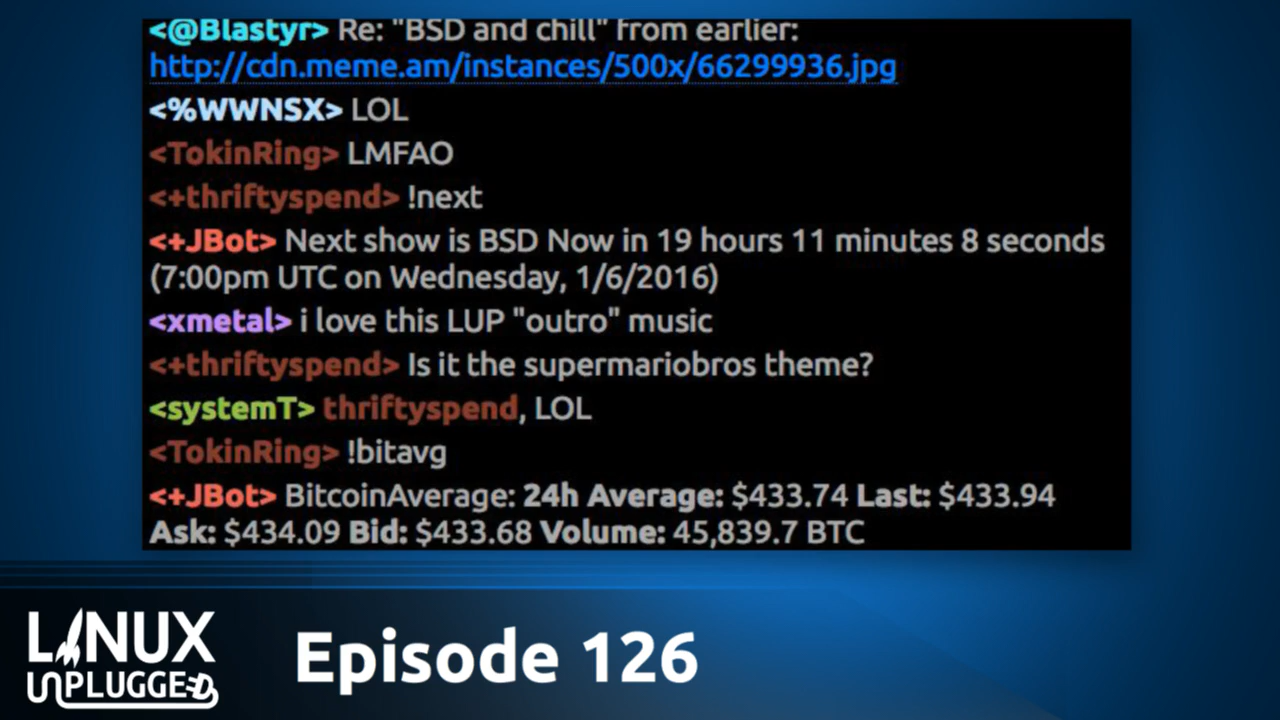 <@Blastyr> Re: "BSD and chill" from earlier:
http://cdn.meme.am/instances/500x/66299936.jpg
<%WWNSX> LOL
<TokinRing> LMFAO
<+thriftyspend> !next
<+JBot> Next show is BSD Now in 19 hours 11 minutes 8 seconds
(7:00pm UTC on Wednesday, 1/6/2016)
<xmetal> i love this LUP "outro" music
<+thriftyspend> Is it the supermariobros theme?
<systemT> thriftyspend, LOL
<TokinRing> !bitavg
<+JBot> BitcoinAverage: 24h Average: $433.74 Last: $433.94
Ask: $434.09 Bid: $433.68 Volume: 45,839.7 BTC
LINUX
UNPLUGGED
Episode 126